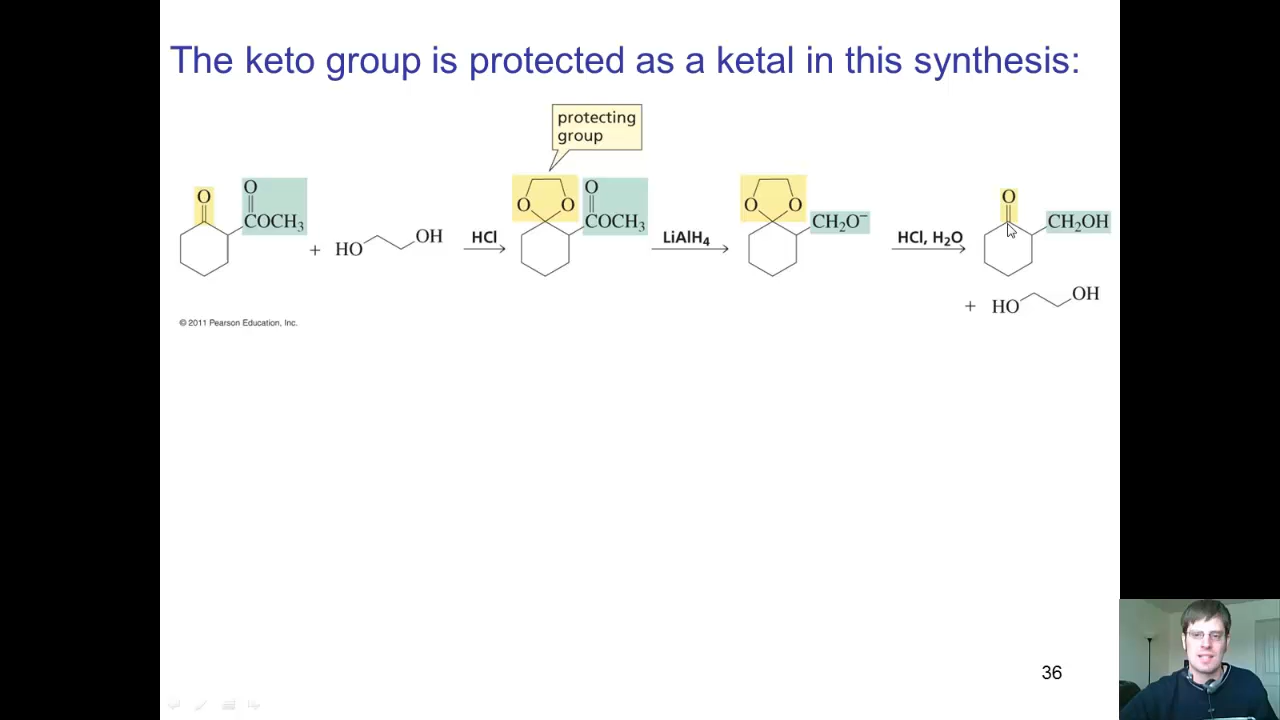 The keto group is protected as a ketal in this synthesis:
protecting
group
O
O
COCH₃
+
HO
OH
HCl
O
O
O
COCH₃
LiAlH₄
O
O
CH₂O⁻
HCl, H₂O
O
CH₂OH
+
HO
OH
© 2011 Pearson Education, Inc.
36